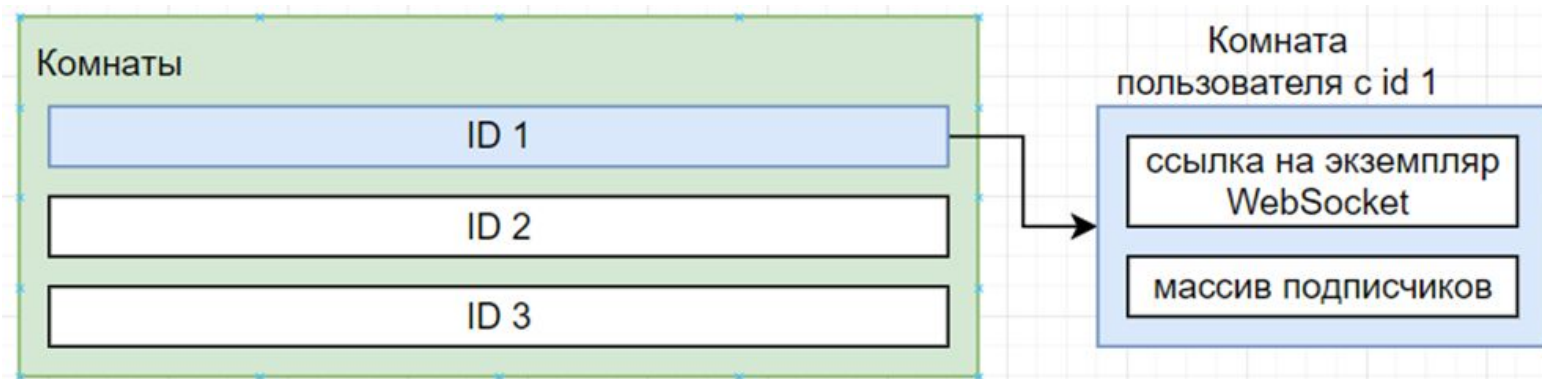 Комнаты
ID 1
ID 2
ID 3
Комната
пользователя с id 1
ссылка на экземпляр
WebSocket
массив подписчиков